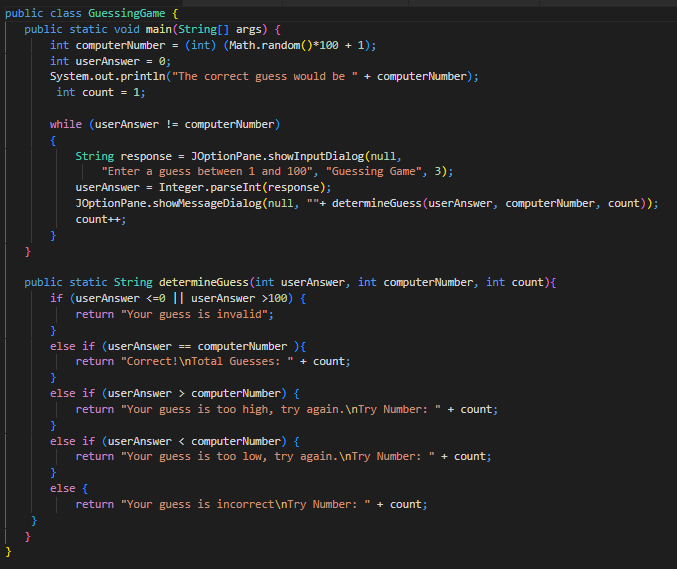 public class GuessingGame {
public static void main(String[] args) {
int computerNumber = (int) (Math.random()*100 + 1);
int userAnswer = 0;
System.out.println("The correct guess would be " + computerNumber);
int count = 1;
while (userAnswer != computerNumber)
{
String response = JOptionPane.showInputDialog(null,
"Enter a guess between 1 and 100", "Guessing Game", 3);
userAnswer = Integer.parseInt(response);
JOptionPane.showMessageDialog(null, ""+ determineGuess(userAnswer, computerNumber, count));
count++;
}
}
public static String determineGuess(int userAnswer, int computerNumber, int count){
if (userAnswer <=0 || userAnswer >100) {
return "Your guess is invalid";
}
else if (userAnswer == computerNumber ){
return "Correct!\nTotal Guesses: " + count;
}
else if (userAnswer > computerNumber) {
return "Your guess is too high, try again.\nTry Number: " + count;
}
else if (userAnswer < computerNumber) {
return "Your guess is too low, try again.\nTry Number: " + count;
}
else {
return "Your guess is incorrect\nTry Number: " + count;
}
}
}